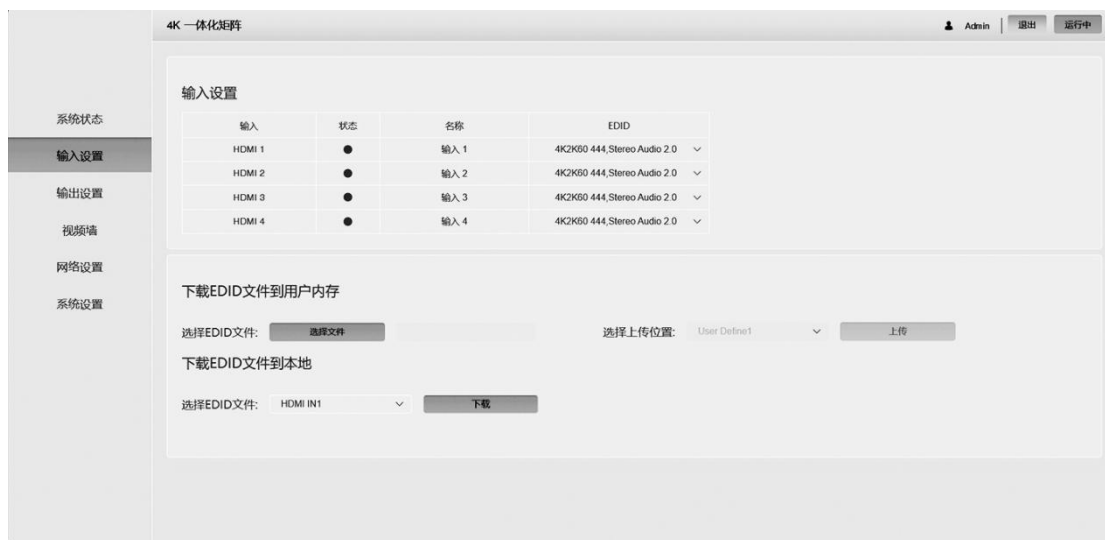 4K 一体化矩阵 Admin 退出 运行中
系统状态
输入设置
输出设置
视频墙
网络设置
系统设置
输入设置
输入 状态 名称 EDID
HDMI 1 输入 1 4K2K60 444,Stereo Audio 2.0
HDMI 2 输入 2 4K2K60 444,Stereo Audio 2.0
HDMI 3 输入 3 4K2K60 444,Stereo Audio 2.0
HDMI 4 输入 4 4K2K60 444,Stereo Audio 2.0
下载EDID文件到用户内存
选择EDID文件: 选择文件 选择上传位置: User Define1 上传
下载EDID文件到本地
选择EDID文件: HDMI IN1 下载